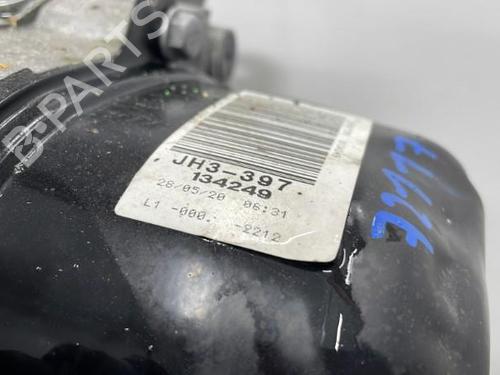 B-PARTS
JH3-397
134249
28/05/20 06:31
L1 -000. -2212